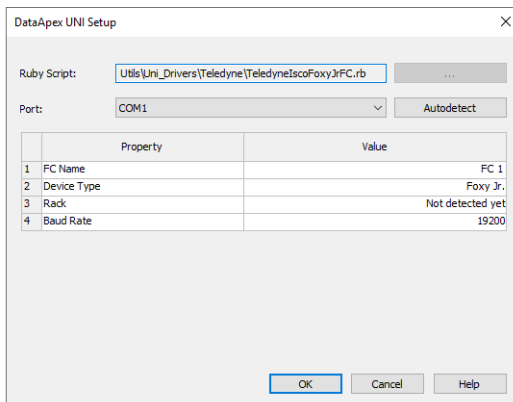 DataApex UNI Setup
Ruby Script: Utils\Uni_Drivers\Teledyne\TeledyneIscoFoxyJrFC.rb ...
Port: COM1 Autodetect
Property Value
1 FC Name FC 1
2 Device Type Foxy Jr.
3 Rack Not detected yet
4 Baud Rate 19200
OK Cancel Help